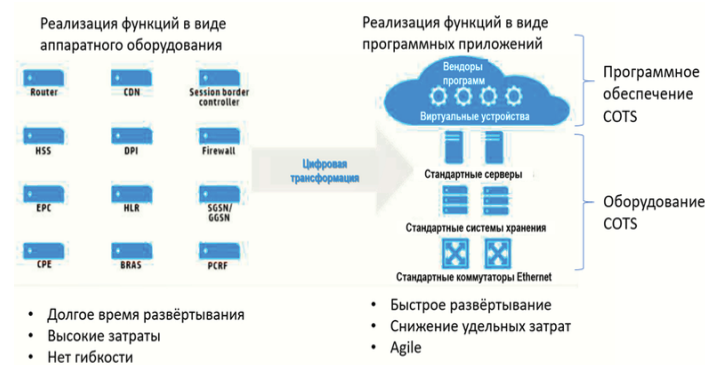 Реализация функций в виде
аппаратного оборудования
Router
CDN
Session border
controller
HSS
DPI
Firewall
EPC
HLR
SGSN/
GGSN
CPE
BRAS
PCRF
Долгое время развёртывания
Высокие затраты
Нет гибкости
Цифровая
трансформация
Реализация функций в виде
программных приложений
Вендоры
программ
Виртуальные устройства
Стандартные серверы
Стандартные системы хранения
Стандартные коммутаторы Ethernet
Быстрое развёртывание
Снижение удельных затрат
Agile
Программное
обеспечение
COTS
Оборудование
COTS